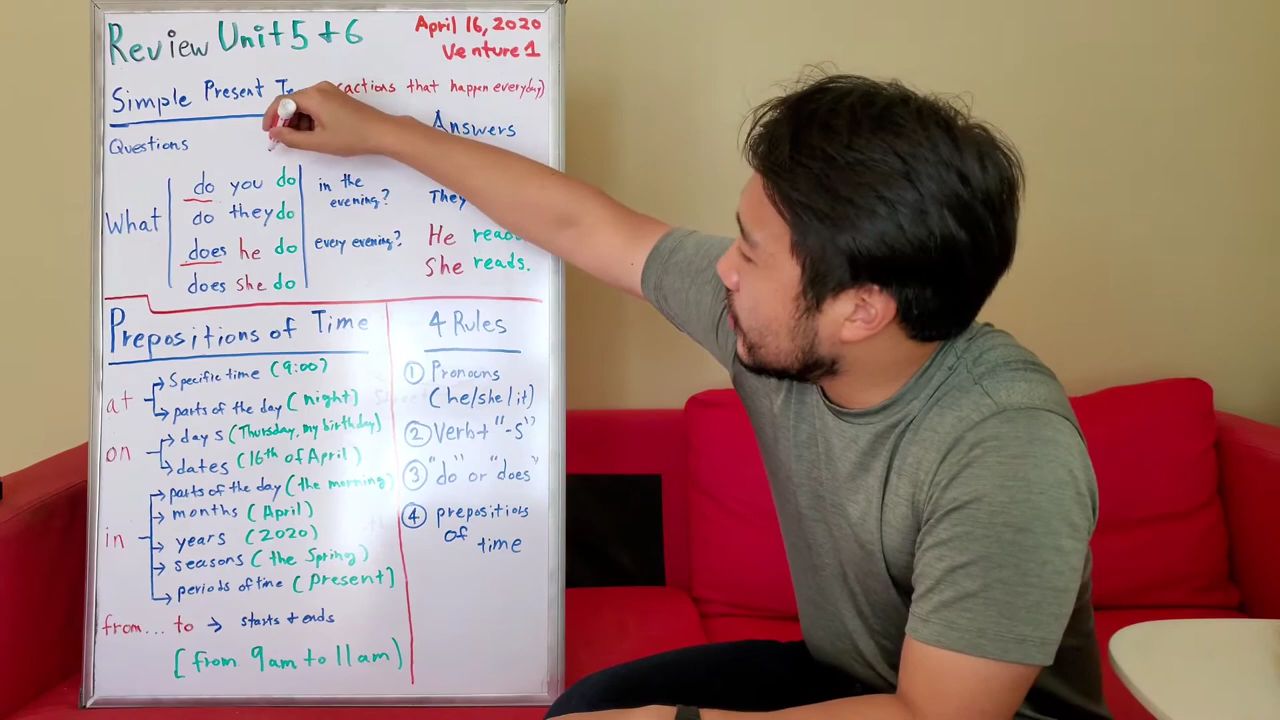 Review Unit 5 + 6
April 16, 2020
Venture 1
Simple Present actions that happen everyday)
Questions
Answers
What
do you do
do they do
does he do
does she do
in the
evening?
every evening?
They
He
She reads.
Prepositions of Time
at
Specific time (9:00)
parts of the day (night)
on
days (Thursday, my birthday)
dates (16th of April)
in
parts of the day (the morning)
months (April)
years (2020)
seasons (the Spring)
periods of time (present)
from... to → starts + ends
(from 9am to 11am)
4 Rules
① Pronouns
(he/she/it)
② Verb + "-s"
③ "do" or "does"
④ prepositions
of time